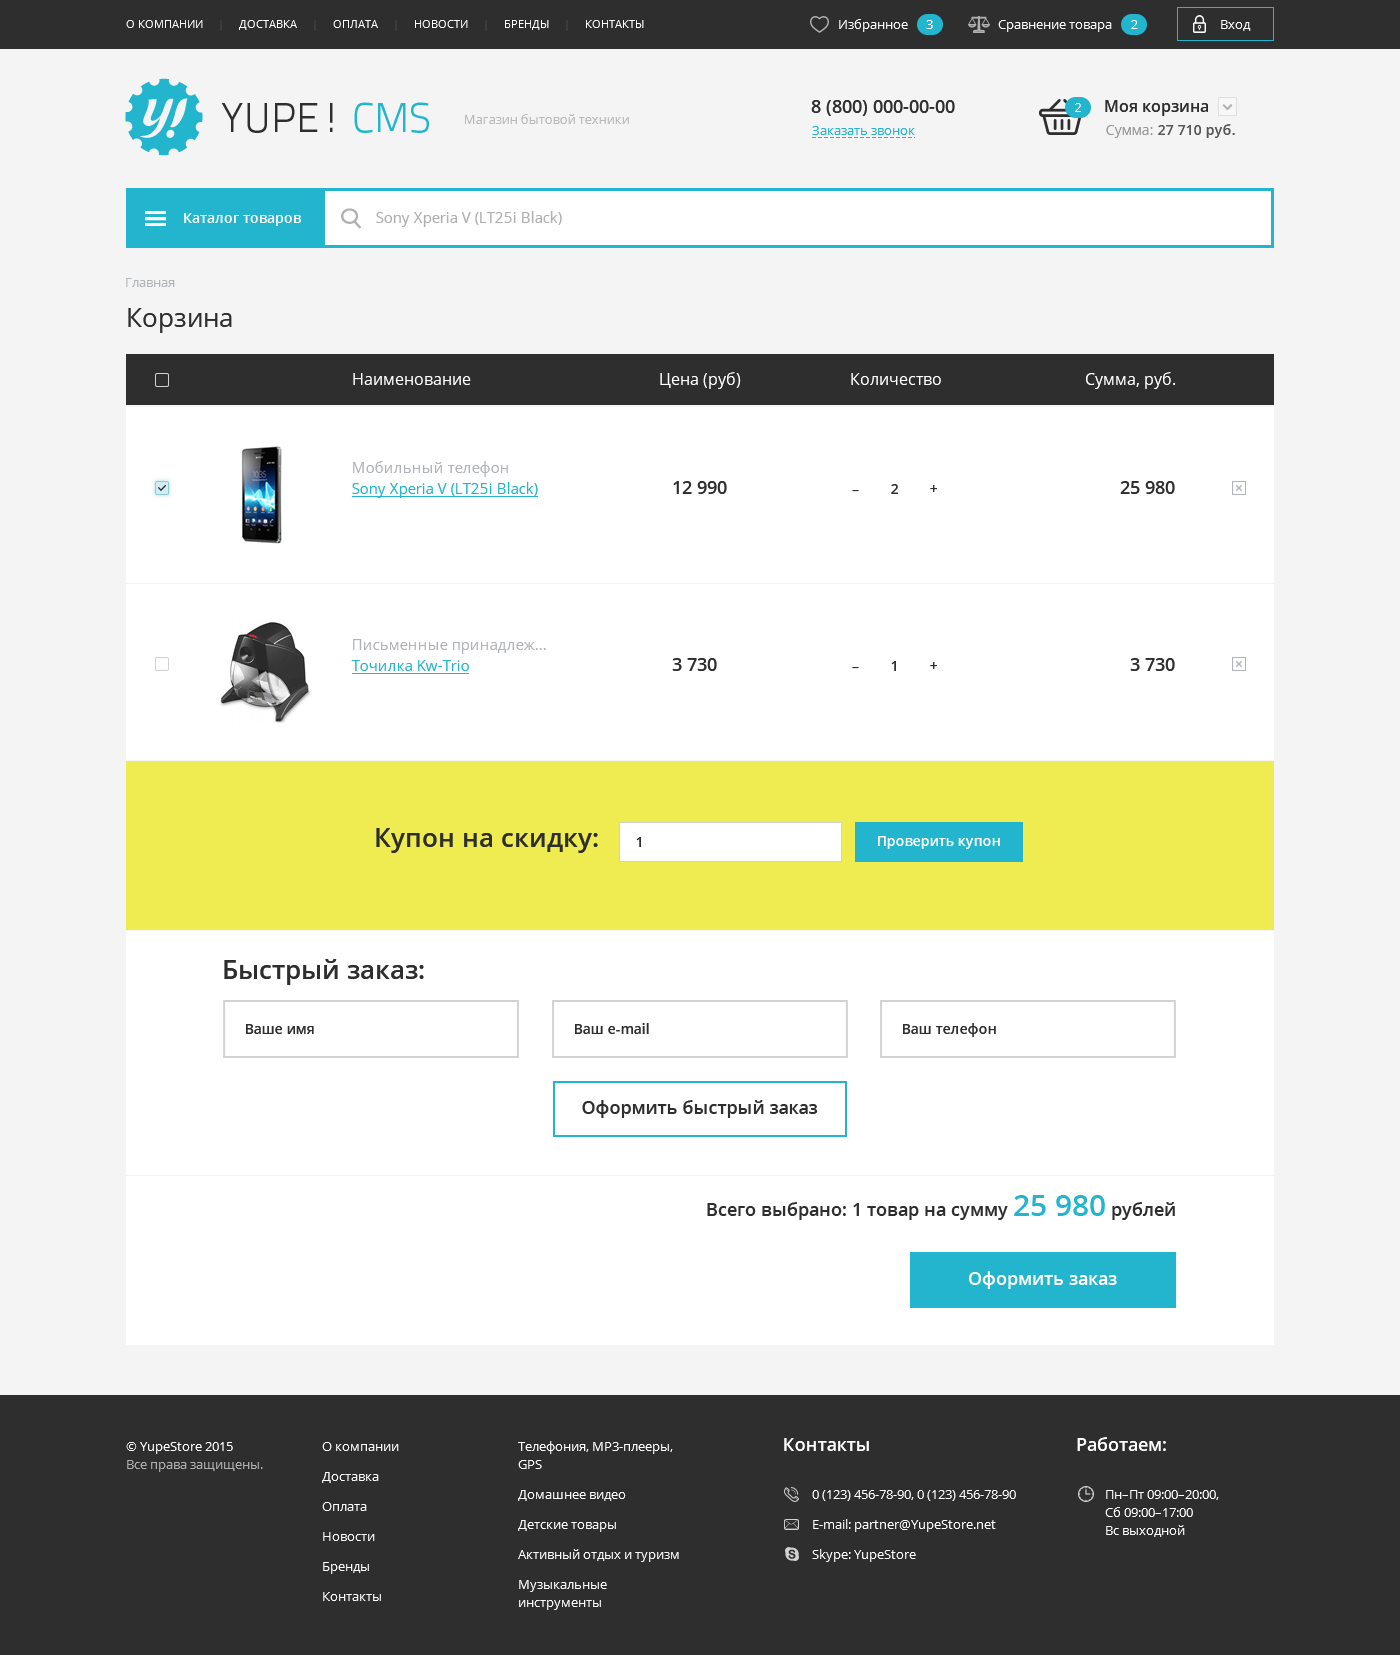 О КОМПАНИИ | ДОСТАВКА | ОПЛАТА | НОВОСТИ | БРЕНДЫ | КОНТАКТЫ Избранное 3 Сравнение товара 2 Вход
YUPE! CMS
Магазин бытовой техники
8 (800) 000-00-00
Заказать звонок
2
Моя корзина
Сумма: 27 710 руб.
Каталог товаров Sony Xperia V (LT25i Black)
Главная
Корзина
Наименование Цена (руб) Количество Сумма, руб.
Мобильный телефон
Sony Xperia V (LT25i Black) 12 990 – 2 + 25 980
Письменные принадлеж...
Точилка Kw-Trio 3 730 – 1 + 3 730
Купон на скидку: 1 Проверить купон
Быстрый заказ:
Ваше имя Ваш e-mail Ваш телефон
Оформить быстрый заказ
Всего выбрано: 1 товар на сумму 25 980 рублей
Оформить заказ
© YupeStore 2015
Все права защищены.
О компании
Доставка
Оплата
Новости
Бренды
Контакты
Телефония, MP3-плееры,
GPS
Домашнее видео
Детские товары
Активный отдых и туризм
Музыкальные
инструменты
Контакты
0 (123) 456-78-90, 0 (123) 456-78-90
E-mail: partner@YupeStore.net
Skype: YupeStore
Работаем:
Пн–Пт 09:00–20:00,
Сб 09:00–17:00
Вс выходной